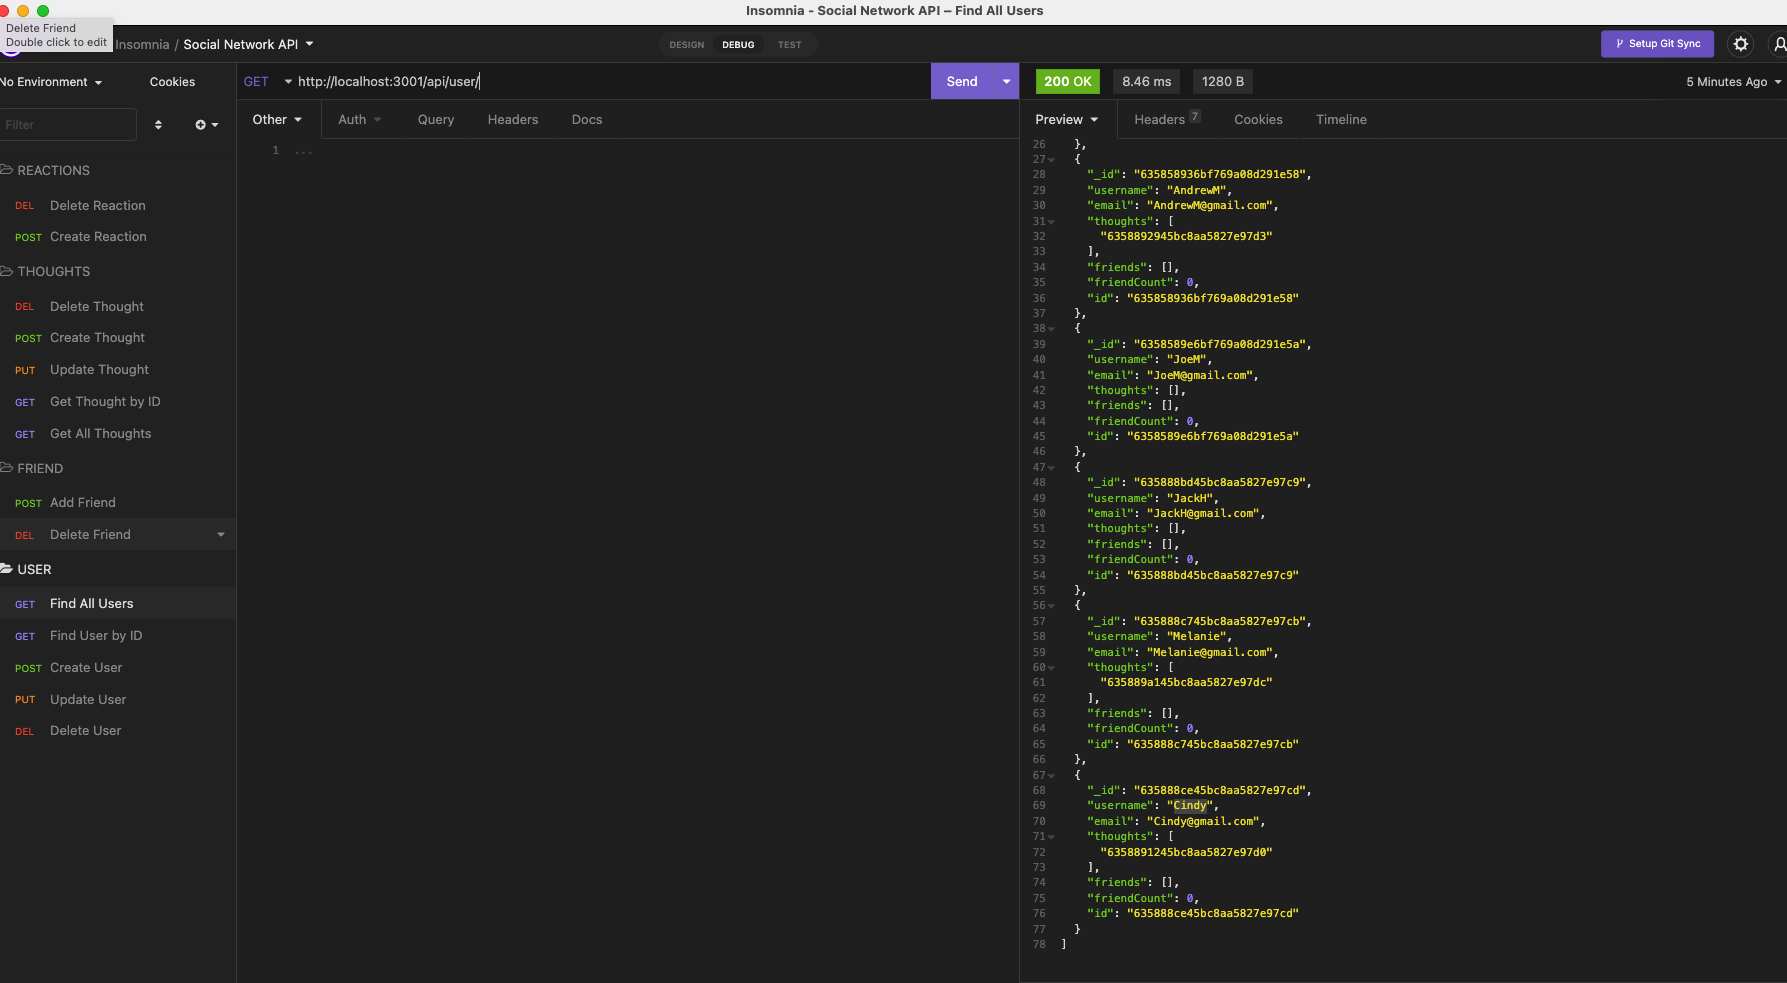 Insomnia - Social Network API – Find All Users
Delete Friend
Double click to edit
Insomnia / Social Network API
DESIGN DEBUG TEST
Setup Git Sync
No Environment
Cookies
Filter
REACTIONS
DEL Delete Reaction
POST Create Reaction
THOUGHTS
DEL Delete Thought
POST Create Thought
PUT Update Thought
GET Get Thought by ID
GET Get All Thoughts
FRIEND
POST Add Friend
DEL Delete Friend
USER
GET Find All Users
GET Find User by ID
POST Create User
PUT Update User
DEL Delete User
GET http://localhost:3001/api/user/ Send
Other Auth Query Headers Docs
1 ...
200 OK 8.46 ms 1280 B 5 Minutes Ago
Preview Headers 7 Cookies Timeline
26 },
27 {
28 "_id": "635858936bf769a08d291e58",
29 "username": "AndrewM",
30 "email": "AndrewM@gmail.com",
31 "thoughts": [
32 "6358892945bc8aa5827e97d3"
33 ],
34 "friends": [],
35 "friendCount": 0,
36 "id": "635858936bf769a08d291e58"
37 },
38 {
39 "_id": "6358589e6bf769a08d291e5a",
40 "username": "JoeM",
41 "email": "JoeM@gmail.com",
42 "thoughts": [],
43 "friends": [],
44 "friendCount": 0,
45 "id": "6358589e6bf769a08d291e5a"
46 },
47 {
48 "_id": "635888bd45bc8aa5827e97c9",
49 "username": "JackH",
50 "email": "JackH@gmail.com",
51 "thoughts": [],
52 "friends": [],
53 "friendCount": 0,
54 "id": "635888bd45bc8aa5827e97c9"
55 },
56 {
57 "_id": "635888c745bc8aa5827e97cb",
58 "username": "Melanie",
59 "email": "Melanie@gmail.com",
60 "thoughts": [
61 "635889a145bc8aa5827e97dc"
62 ],
63 "friends": [],
64 "friendCount": 0,
65 "id": "635888c745bc8aa5827e97cb"
66 },
67 {
68 "_id": "635888ce45bc8aa5827e97cd",
69 "username": "Cindy",
70 "email": "Cindy@gmail.com",
71 "thoughts": [
72 "6358891245bc8aa5827e97d0"
73 ],
74 "friends": [],
75 "friendCount": 0,
76 "id": "635888ce45bc8aa5827e97cd"
77 }
78 ]